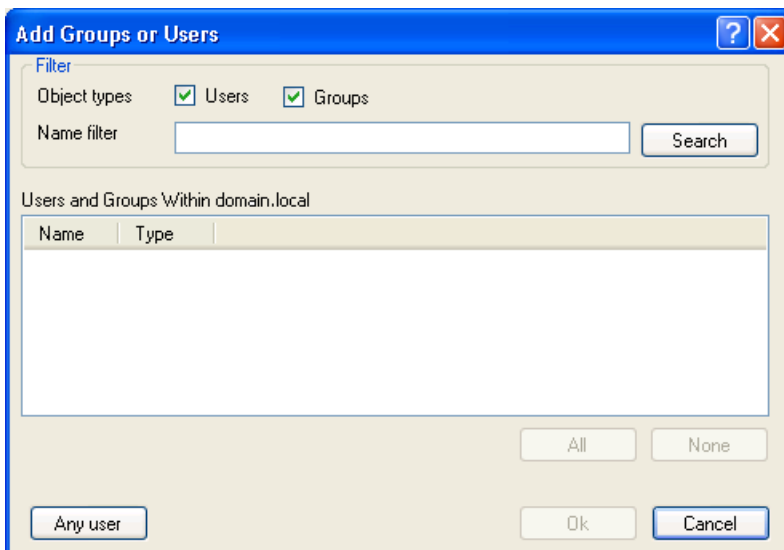 Add Groups or Users
Filter
Object types Users Groups
Name filter Search
Users and Groups Within domain.local
Name Type
All None
Any user Ok Cancel